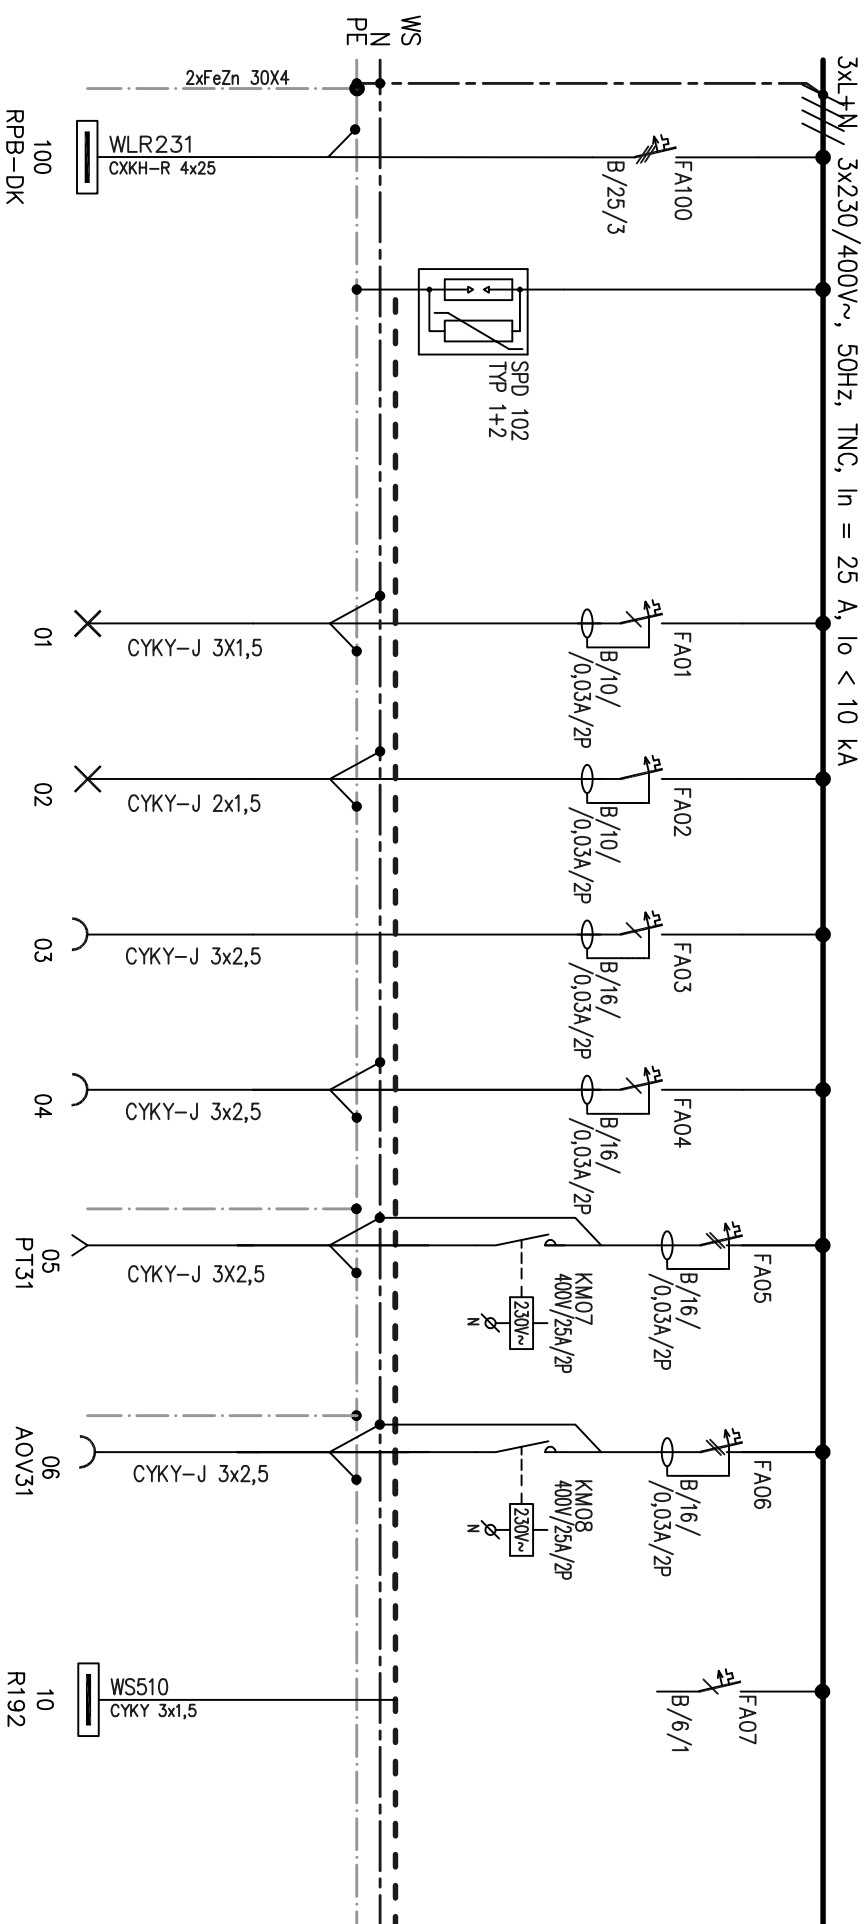 3xL+N, 3x230/400V~, 50Hz, TNC, In = 25 A, Io < 10 kA
WS
N
PE
2xFeZn 30X4
FA100
B/25/3
WLR231
CXKH-R 4x25
100
RPB-DK
SPD 102
TYP 1+2
FA01
B/10/
/0,03A/2P
CYKY-J 3X1,5
01
FA02
B/10/
/0,03A/2P
CYKY-J 2x1,5
02
FA03
B/16/
/0,03A/2P
CYKY-J 3x2,5
03
FA04
B/16/
/0,03A/2P
CYKY-J 3x2,5
04
FA05
B/16/
/0,03A/2P
KM07
400V/25A/2P
230V~
N
CYKY-J 3X2,5
05
PT31
FA06
B/16/
/0,03A/2P
KM08
400V/25A/2P
230V~
N
CYKY-J 3x2,5
06
AOV31
FA07
B/6/1
WS510
CYKY 3x1,5
10
R192